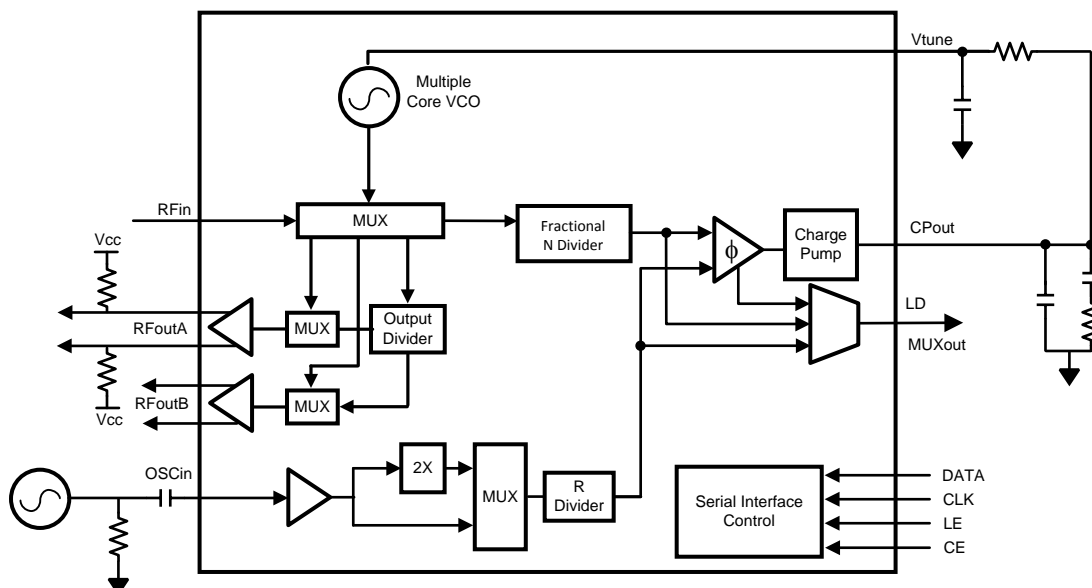 Vtune
Multiple
Core VCO
RFin
MUX
Fractional
N Divider
ϕ
Charge
Pump
CPout
Vcc
RFoutA
MUX
Output
Divider
LD
MUXout
RFoutB
MUX
Vcc
OSCin
2X
MUX
R
Divider
Serial Interface
Control
DATA
CLK
LE
CE